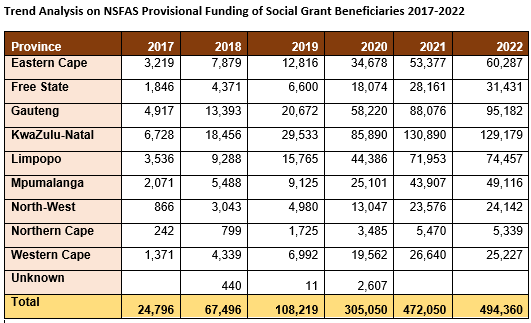 Trend Analysis on NSFAS Provisional Funding of Social Grant Beneficiaries 2017-2022
Province 2017 2018 2019 2020 2021 2022
Eastern Cape 3,219 7,879 12,816 34,678 53,377 60,287
Free State 1,846 4,371 6,600 18,074 28,161 31,431
Gauteng 4,917 13,393 20,672 58,220 88,076 95,182
KwaZulu-Natal 6,728 18,456 29,533 85,890 130,890 129,179
Limpopo 3,536 9,288 15,765 44,386 71,953 74,457
Mpumalanga 2,071 5,488 9,125 25,101 43,907 49,116
North-West 866 3,043 4,980 13,047 23,576 24,142
Northern Cape 242 799 1,725 3,485 5,470 5,339
Western Cape 1,371 4,339 6,992 19,562 26,640 25,227
Unknown 440 11 2,607
Total 24,796 67,496 108,219 305,050 472,050 494,360